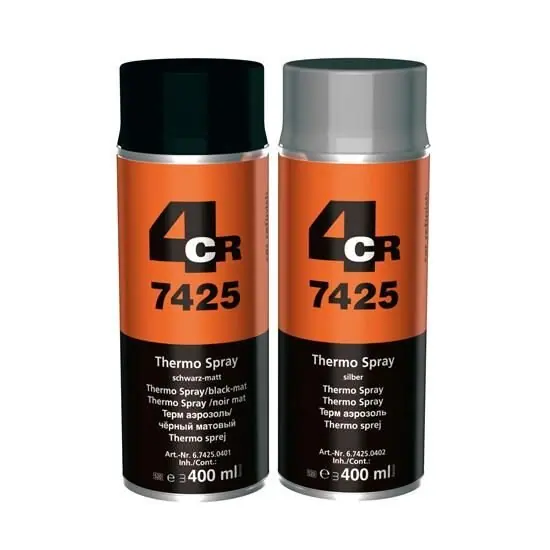 4CR
7425
Thermo Spray
schwarz-matt
Thermo Spray/black-mat
Thermo Spray /noir mat
Терм аэрозоль/
чёрный матовый
Thermo sprej
Art.-Nr. 6.7425.0401
Inh./Cont.:
400 ml
4CR
7425
Thermo Spray
silber
Thermo Spray
Thermo Spray
Терм аэрозоль
Thermo sprej
Art.-Nr. 6.7425.0402
Inh./Cont.:
400 ml